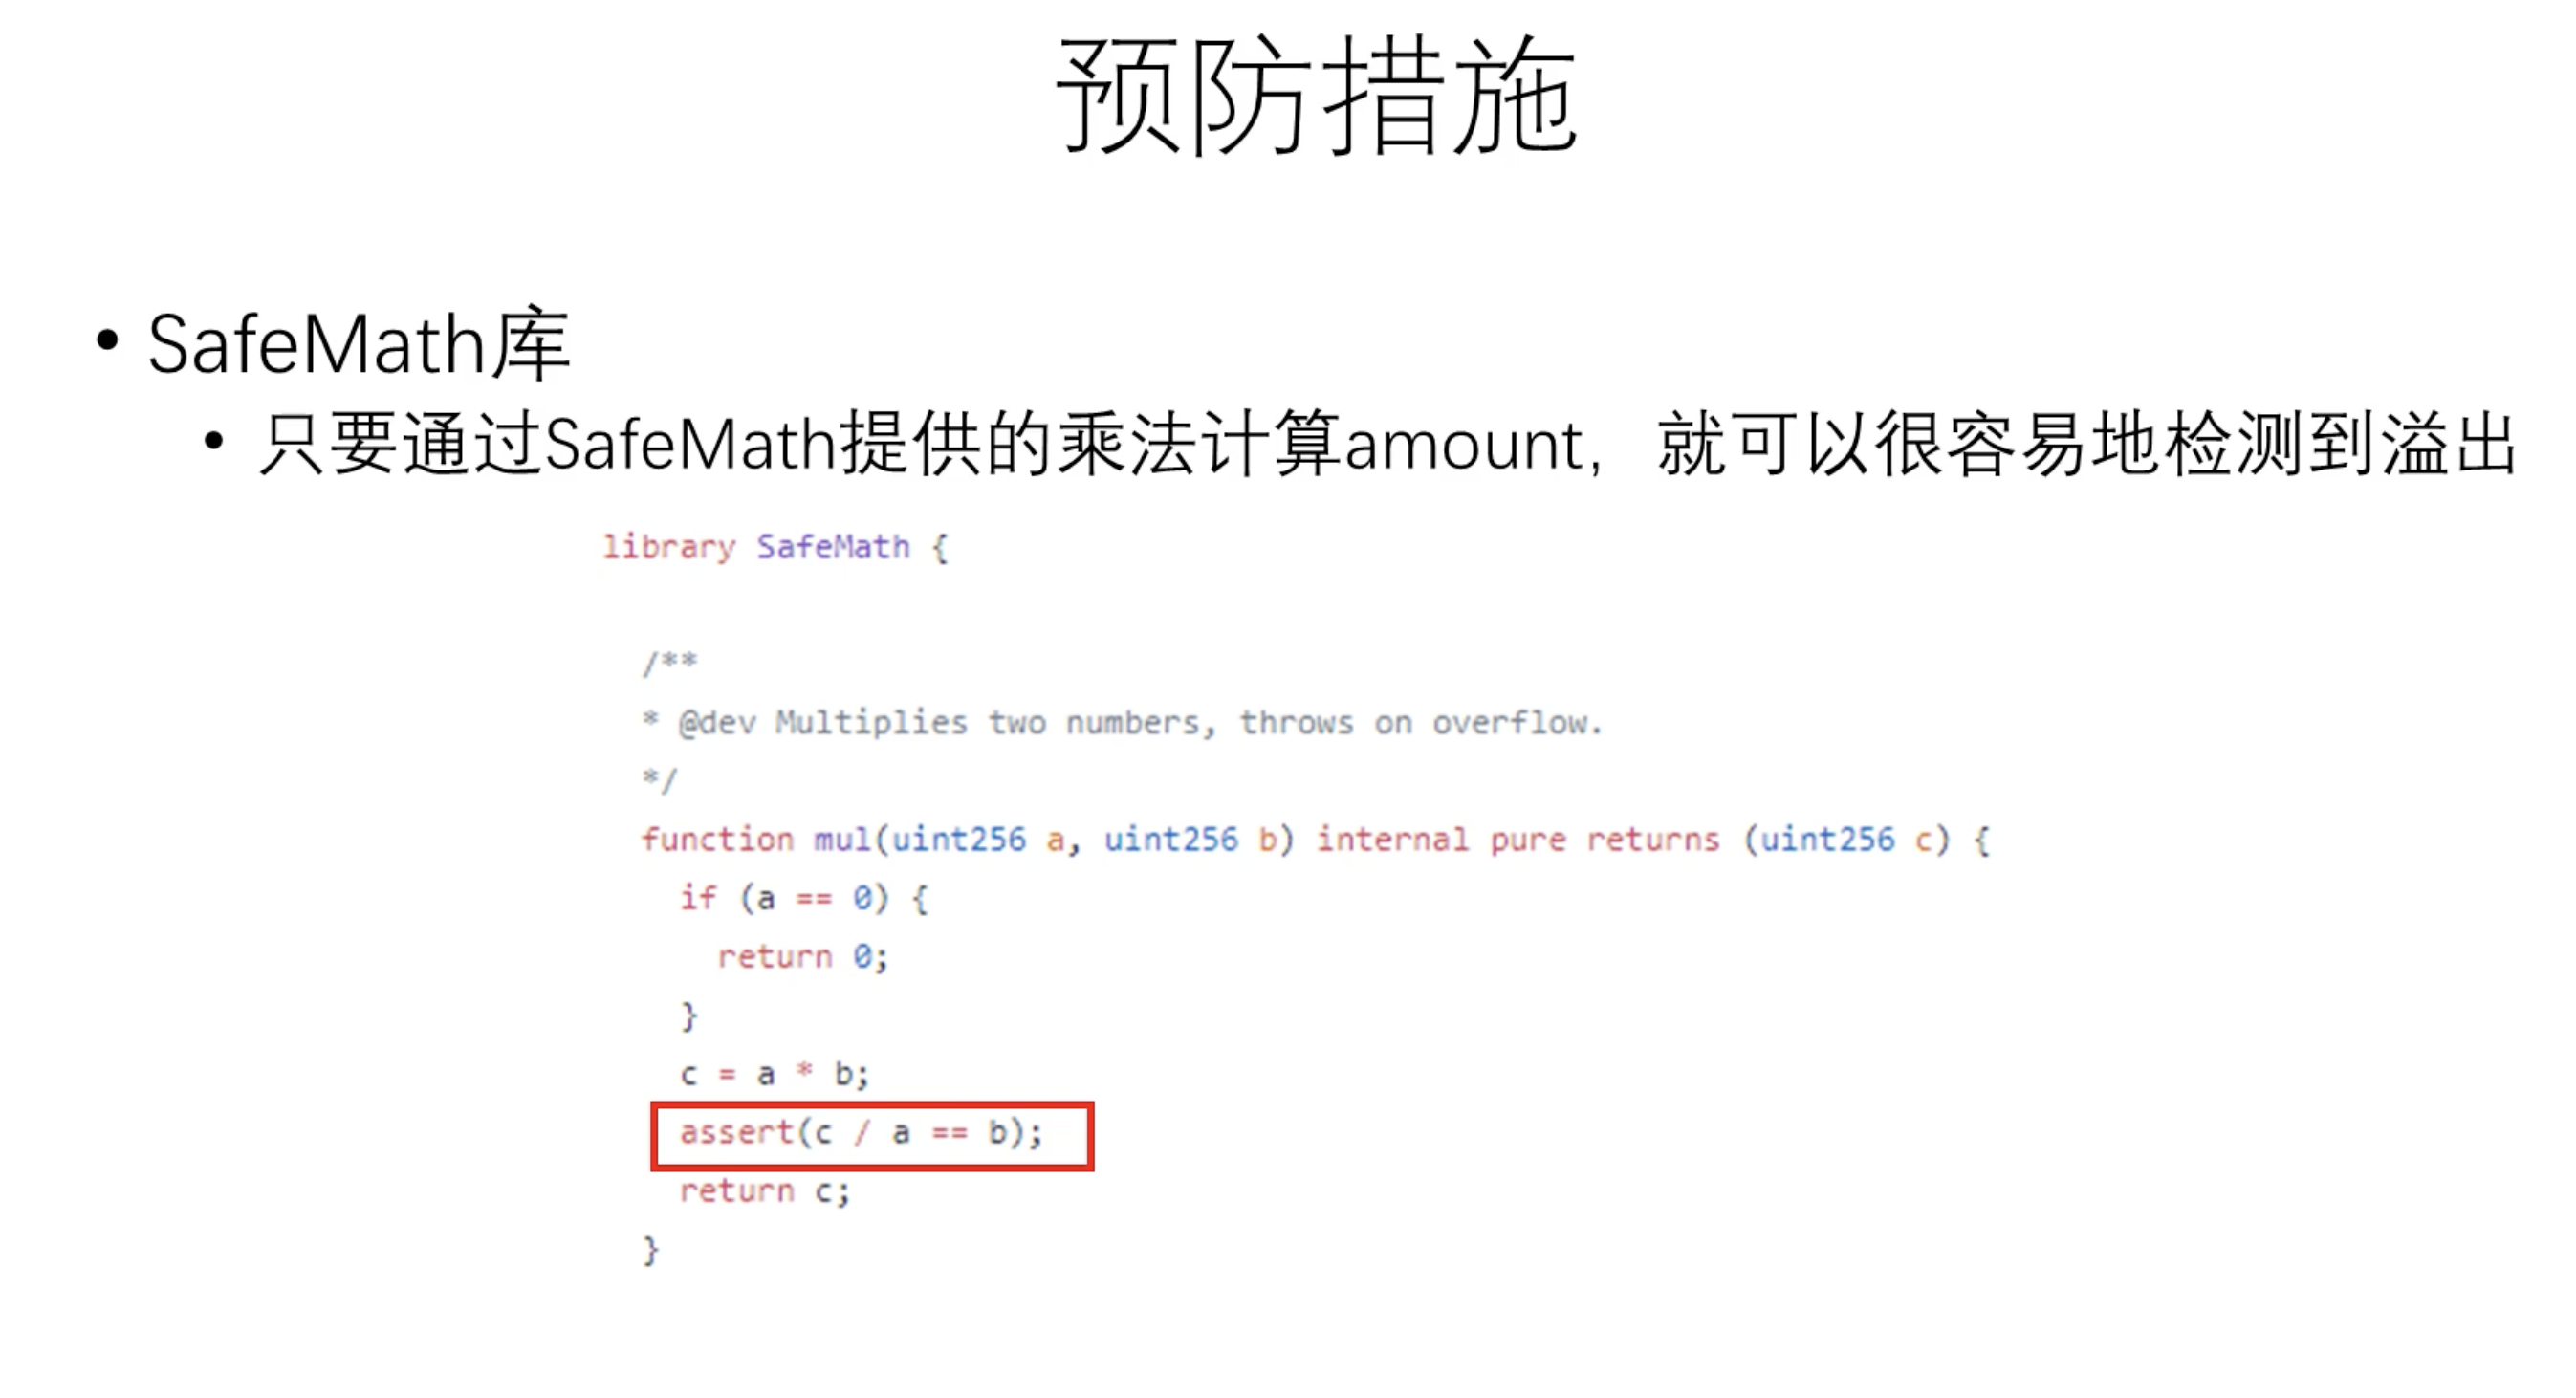 预防措施
• SafeMath库
• 只要通过SafeMath提供的乘法计算amount，就可以很容易地检测到溢出
library SafeMath {
/**
* @dev Multiplies two numbers, throws on overflow.
*/
function mul(uint256 a, uint256 b) internal pure returns (uint256 c) {
if (a == 0) {
return 0;
}
c = a * b;
assert(c / a == b);
return c;
}